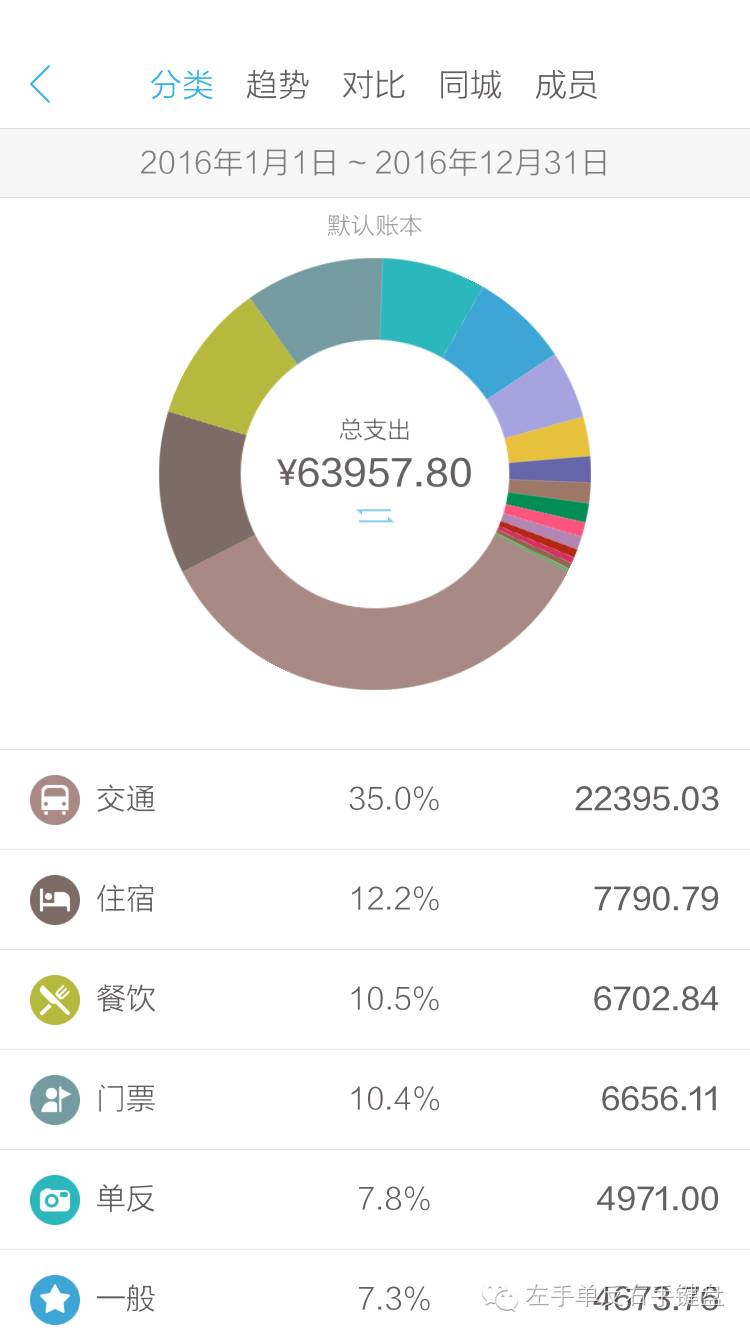 分类 趋势 对比 同城 成员
2016年1月1日 ~ 2016年12月31日
默认账本
总支出
¥63957.80
交通 35.0% 22395.03
住宿 12.2% 7790.79
餐饮 10.5% 6702.84
门票 10.4% 6656.11
单反 7.8% 4971.00
一般 7.3% 4673.76
左手单反右手键盘